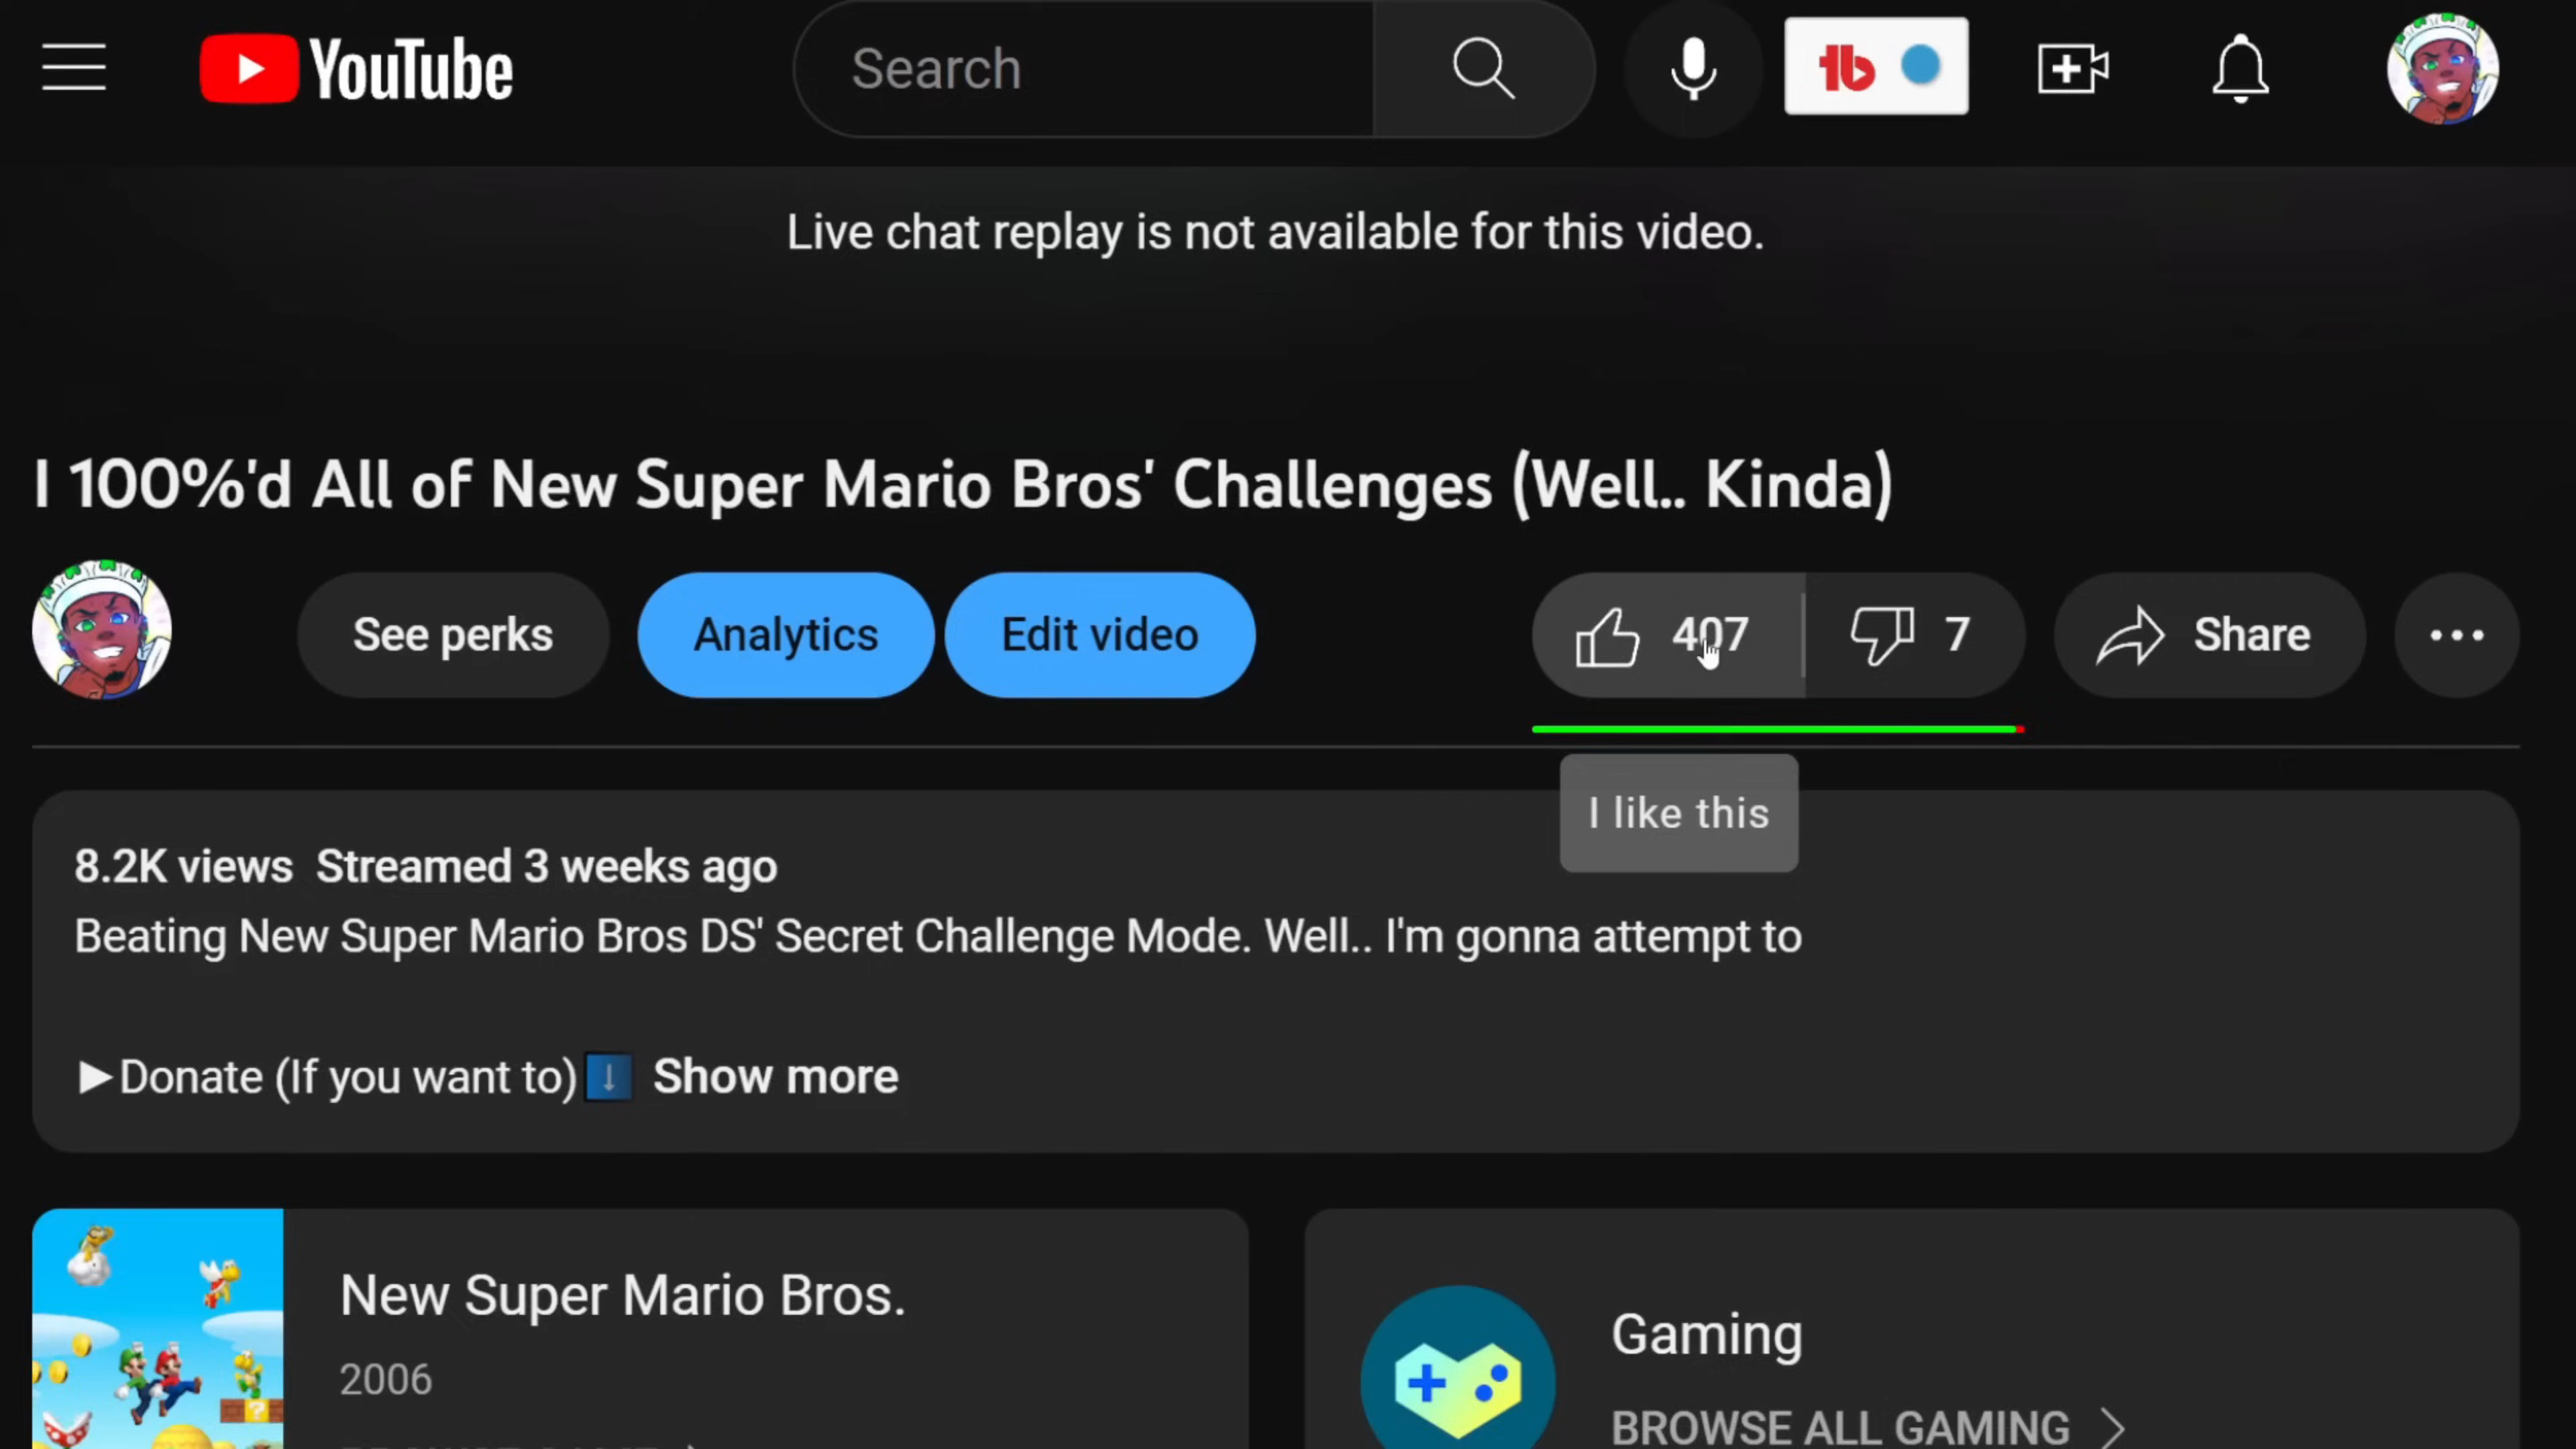 YouTube
Search
tb
Live chat replay is not available for this video.
I 100%'d All of New Super Mario Bros' Challenges (Well.. Kinda)
See perks
Analytics
Edit video
407
7
Share
I like this
8.2K views Streamed 3 weeks ago
Beating New Super Mario Bros DS' Secret Challenge Mode. Well.. I'm gonna attempt to
►Donate (If you want to)⬇ Show more
New Super Mario Bros.
2006
Gaming
BROWSE ALL GAMING